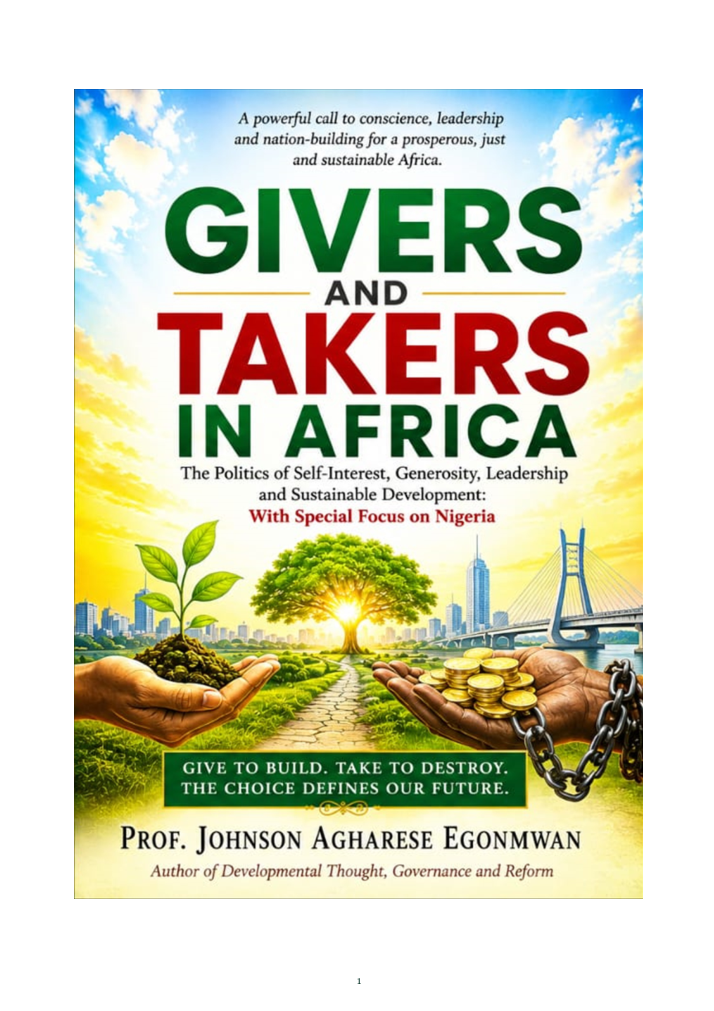 A powerful call to conscience, leadership
and nation-building for a prosperous, just
and sustainable Africa.
GIVERS
AND
TAKERS
IN AFRICA
The Politics of Self-Interest, Generosity, Leadership
and Sustainable Development:
With Special Focus on Nigeria
GIVE TO BUILD. TAKE TO DESTROY.
THE CHOICE DEFINES OUR FUTURE.
PROF. JOHNSON AGHARESE EGONMWAN
Author of Developmental Thought, Governance and Reform
1